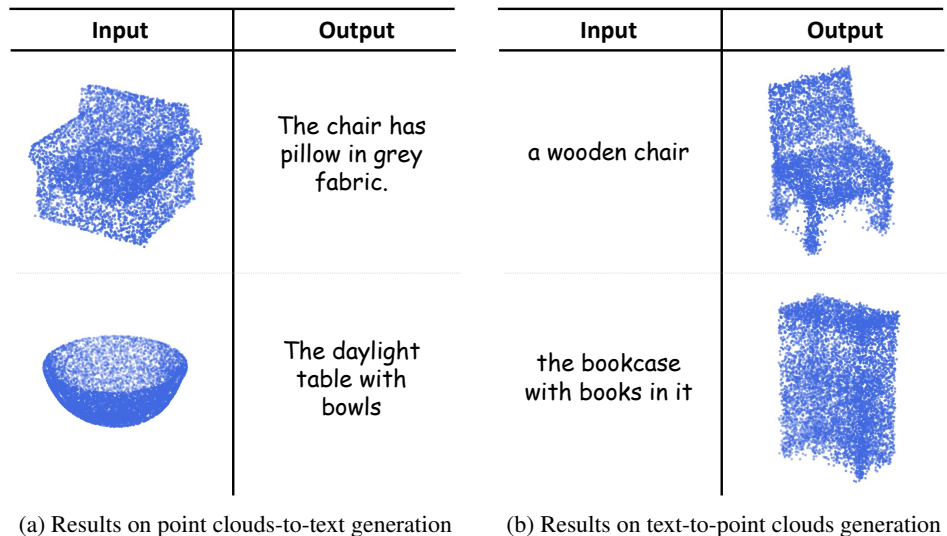 Input
Output
The chair has
pillow in grey
fabric.
The daylight
table with
bowls
(a) Results on point clouds-to-text generation
Input
Output
a wooden chair
the bookcase
with books in it
(b) Results on text-to-point clouds generation